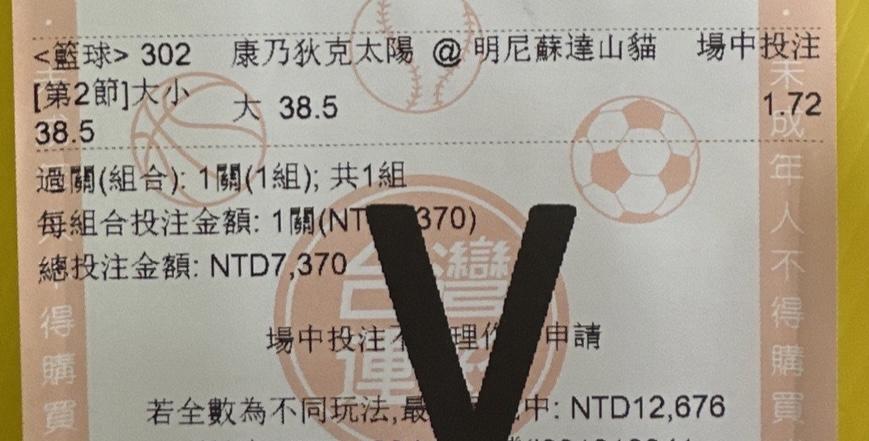 <籃球> 302 康乃狄克太陽 @ 明尼蘇達山貓 場中投注
[第2節]大小 大 38.5 1.72
38.5
過關(組合): 1關(1組); 共1組
每組合投注金額: 1關(NT 370)
總投注金額: NTD7,370
場中投注不 理 申請
若全數為不同玩法,最 中: NTD12,676
未成年人不得購買
得購買
台灣運